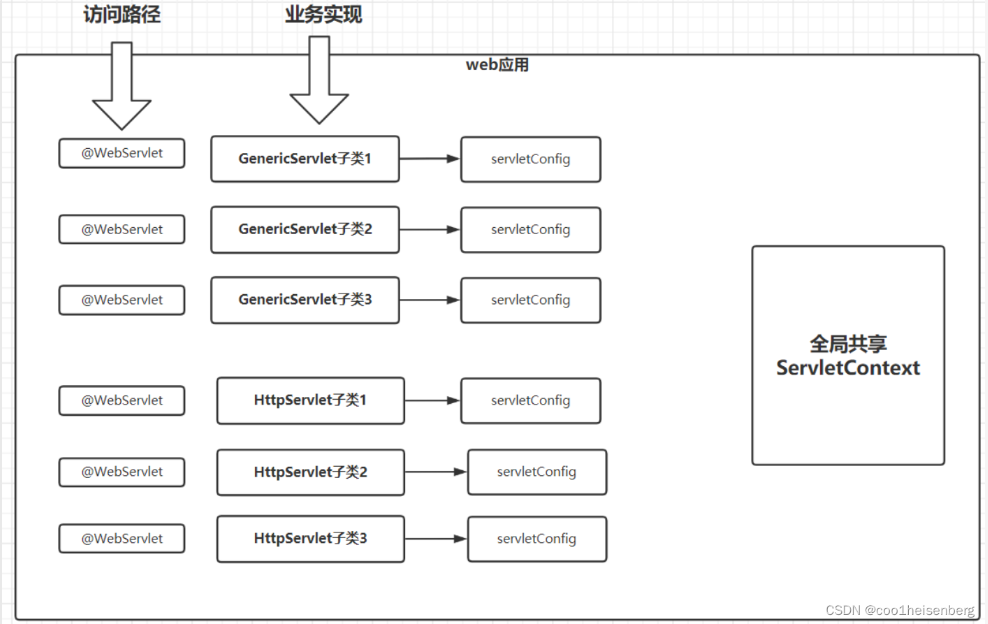 访问路径
业务实现
web应用
@WebServlet
GenericServlet子类1
servletConfig
@WebServlet
GenericServlet子类2
servletConfig
@WebServlet
GenericServlet子类3
servletConfig
全局共享
ServletContext
@WebServlet
HttpServlet子类1
servletConfig
@WebServlet
HttpServlet子类2
servletConfig
@WebServlet
HttpServlet子类3
servletConfig
CSDN @coo1heisenberg